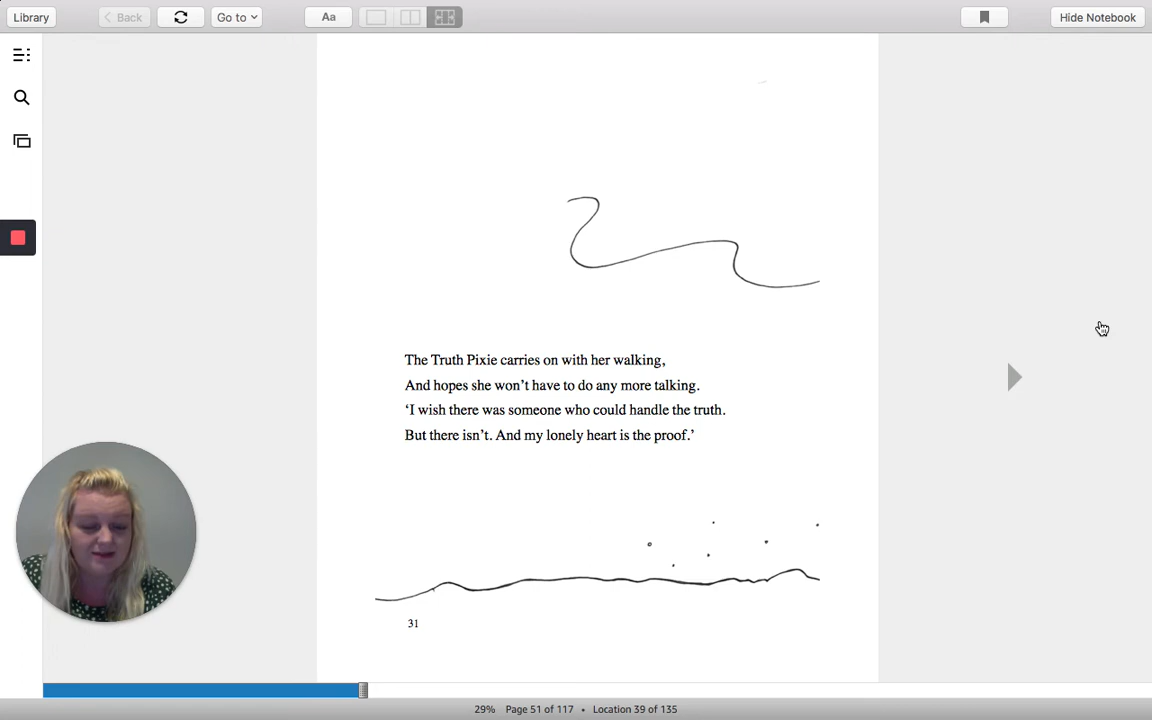 Library
Back
Go to
Aa
Hide Notebook
The Truth Pixie carries on with her walking,
And hopes she won't have to do any more talking.
‘I wish there was someone who could handle the truth.
But there isn't. And my lonely heart is the proof.’
31
29% Page 51 of 117 • Location 39 of 135